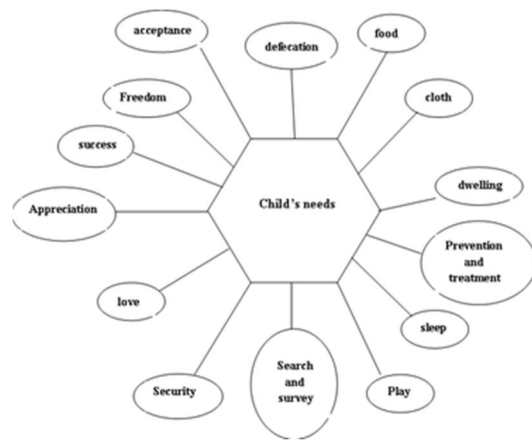 acceptance
defecation
food
Freedom
cloth
success
dwelling
Appreciation
Child's needs
Prevention
and
treatment
love
sleep
Security
Search
and
survey
Play